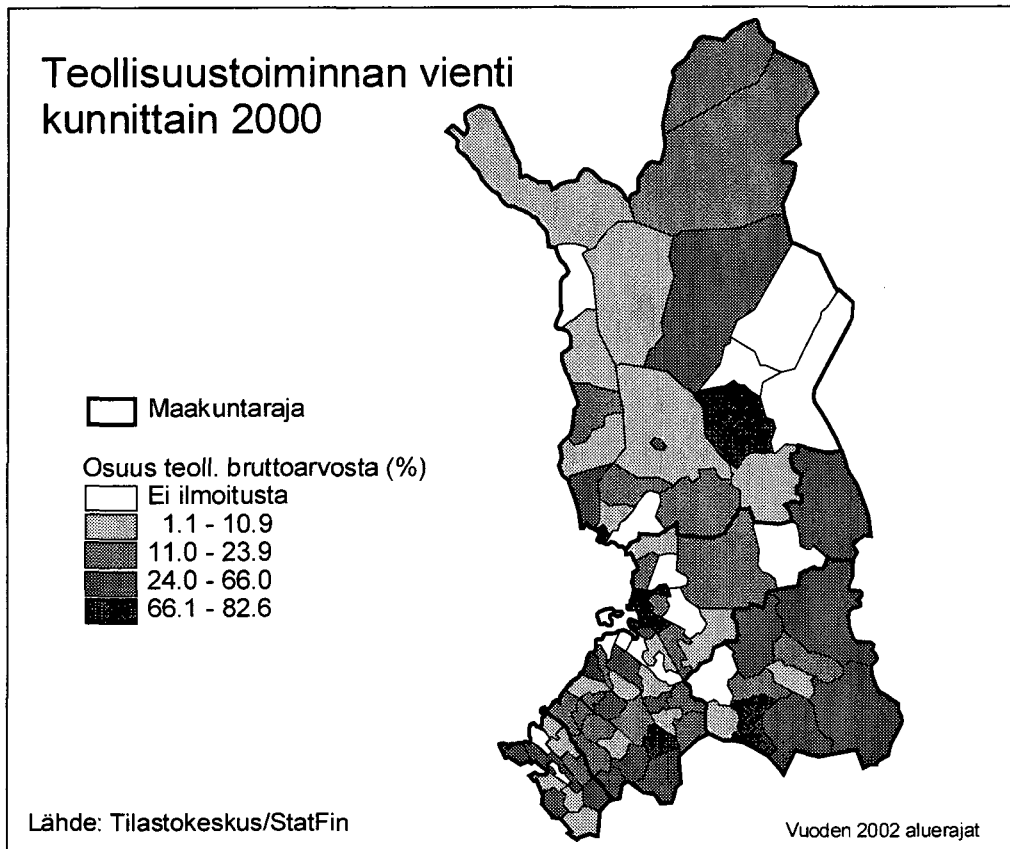 Teollisuustoiminnan vienti
kunnittain 2000
Maakuntaraja
Osuus teoll. bruttoarvosta (%)
Ei ilmoitusta
1.1 - 10.9
11.0 - 23.9
24.0 - 66.0
66.1 - 82.6
Lähde: Tilastokeskus/StatFin
Vuoden 2002 aluerajat